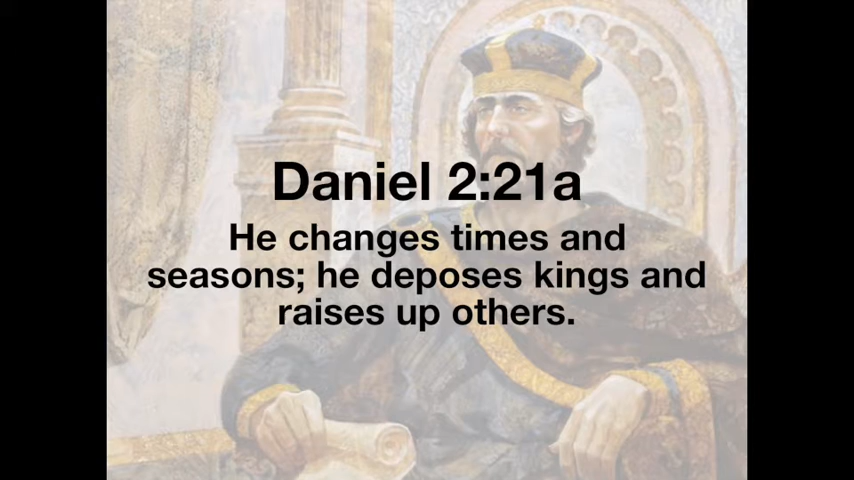 Daniel 2:21a
He changes times and
seasons; he deposes kings and
raises up others.